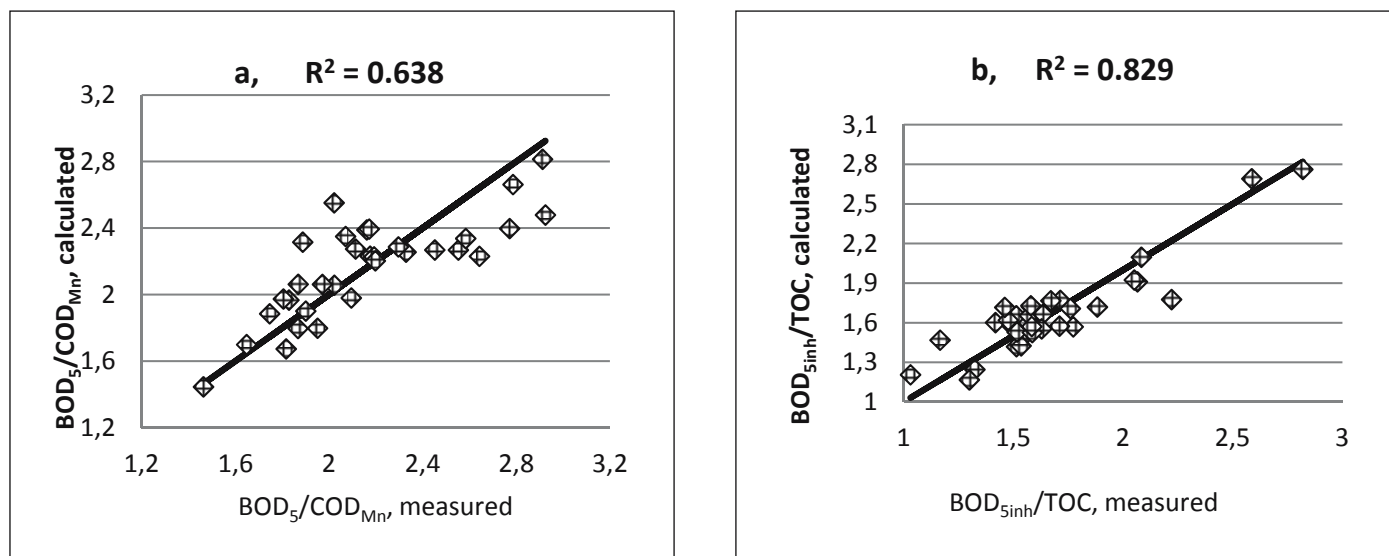 a, R² = 0.638
3,2
2,8
2,4
2
1,6
1,2
BOD₅/COD_Mn, calculated
1,2 1,6 2 2,4 2,8 3,2
BOD₅/COD_Mn, measured
b, R² = 0.829
3,1
2,8
2,5
2,2
1,9
1,6
1,3
1
BOD₅inh/TOC, calculated
1 1,5 2 2,5 3
BOD₅inh/TOC, measured